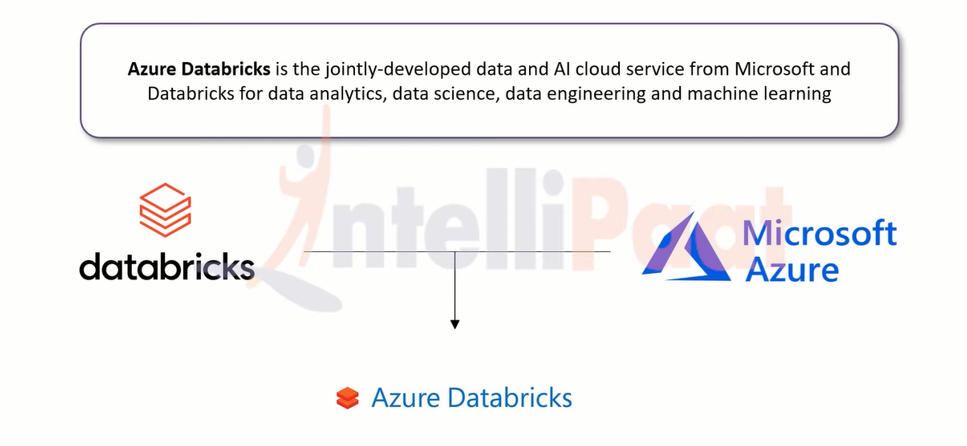 Azure Databricks is the jointly-developed data and AI cloud service from Microsoft and
Databricks for data analytics, data science, data engineering and machine learning
IntelliPaat
databricks
Microsoft
Azure
Azure Databricks